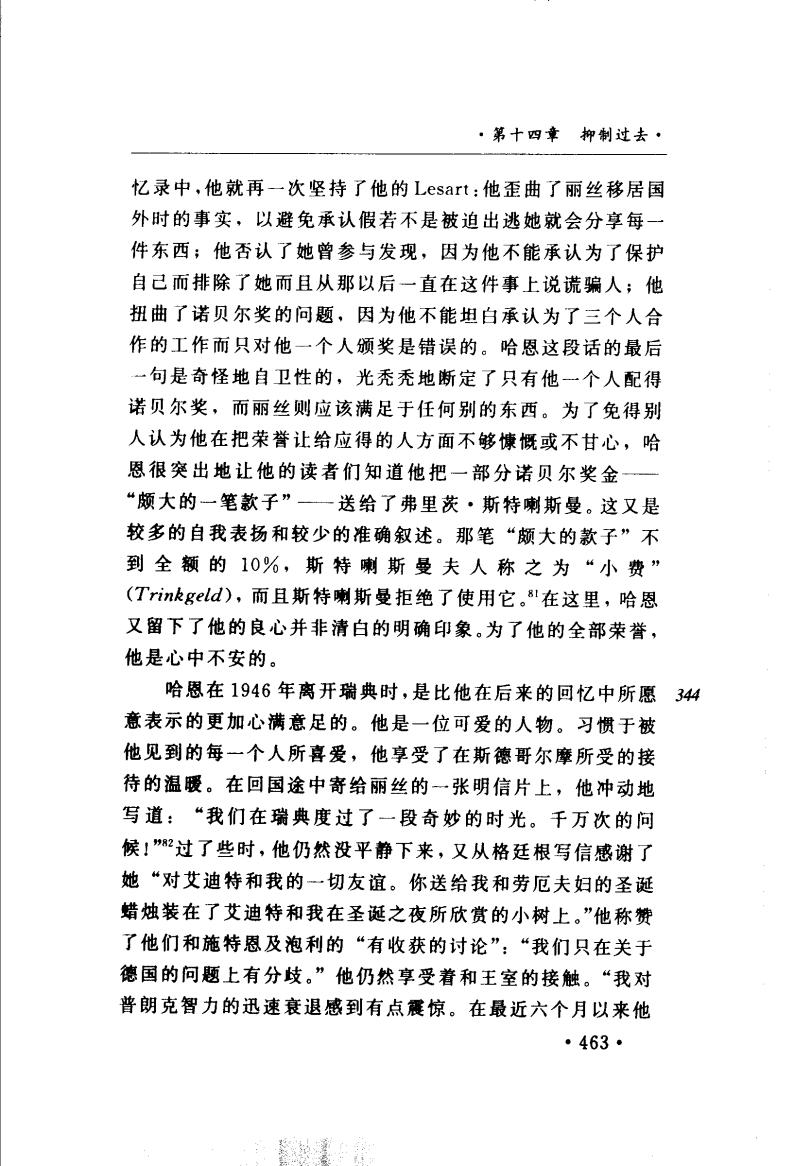 ·第十四章 抑制过去·
忆录中，他就再一次坚持了他的Lesart：他歪曲了丽丝移居国
外时的事实，以避免承认假若不是被迫出逃她就会分享每一
件东西；他否认了她曾参与发现，因为他不能承认为了保护
自己而排除了她而且从那以后一直在这件事上说谎骗人；他
扭曲了诺贝尔奖的问题，因为他不能坦白承认为了三个人合
作的工作而只对他一个人颁奖是错误的。哈恩这段话的最后
一句是奇怪地自卫性的，光秃秃地断定了只有他一个人配得
诺贝尔奖，而丽丝则应该满足于任何别的东西。为了免得别
人认为他在把荣誉让给应得的人方面不够慷慨或不甘心，哈
恩很突出地让他的读者们知道他把一部分诺贝尔奖金——
“颇大的一笔款子”——送给了弗里茨·斯特喇斯曼。这又是
较多的自我表扬和较少的准确叙述。那笔“颇大的款子”不
到全额的10%，斯特喇斯曼夫人称之为“小费”
(Trinkgeld)，而且斯特喇斯曼拒绝了使用它。81在这里，哈恩
又留下了他的良心并非清白的明确印象。为了他的全部荣誉，
他是心中不安的。
哈恩在1946年离开瑞典时，是比他在后来的回忆中所愿 344
意表示的更加心满意足的。他是一位可爱的人物。习惯于被
他见到的每一个人所喜爱，他享受了在斯德哥尔摩所受的接
待的温暖。在回国途中寄给丽丝的一张明信片上，他冲动地
写道：“我们在瑞典度过了一段奇妙的时光。千万次的问
候！”82过了些时，他仍然没平静下来，又从格廷根写信感谢了
她“对艾迪特和我的一切友谊。你送给我和劳厄夫妇的圣诞
蜡烛装在了艾迪特和我在圣诞之夜所欣赏的小树上。”他称赞
了他们和施特恩及泡利的“有收获的讨论”：“我们只在关于
德国的问题上有分歧。”他仍然享受着和王室的接触。“我对
普朗克智力的迅速衰退感到有点震惊。在最近六个月以来他
·463·